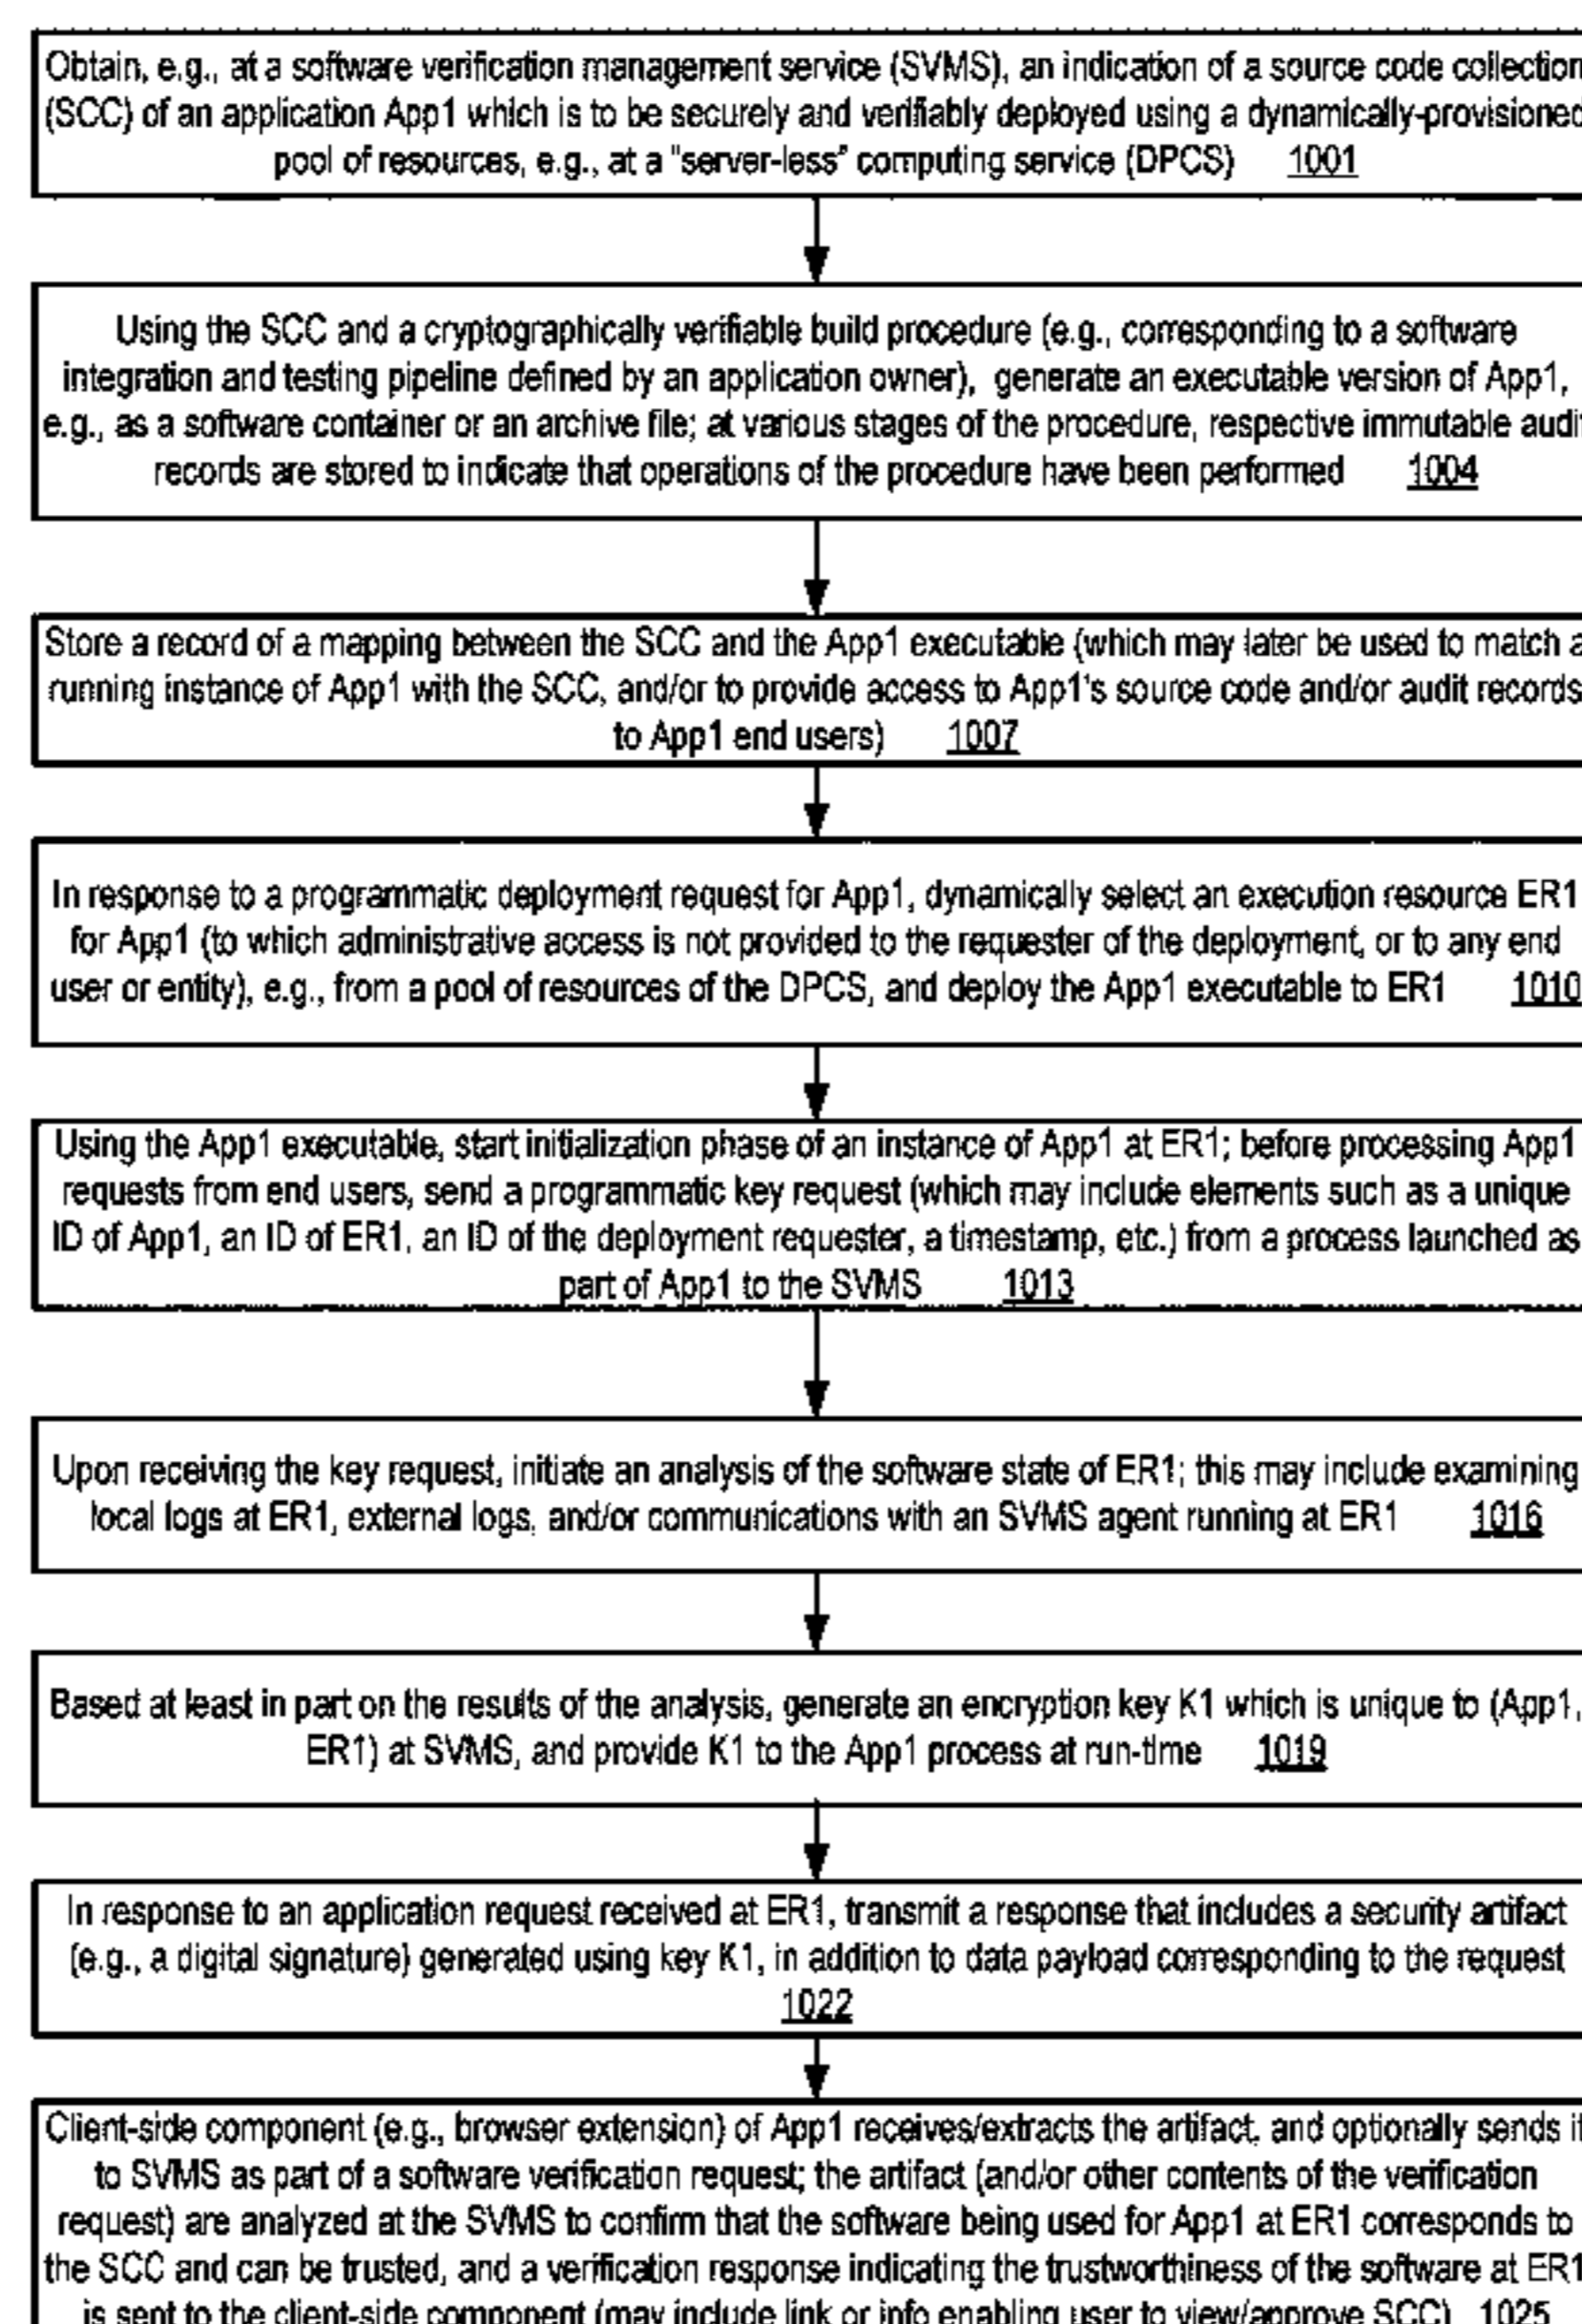 Obtain, e.g., at a software verification management service (SVMS), an indication of a source code collection
(SCC) of an application App1 which is to be securely and verifiably deployed using a dynamically-provisioned
pool of resources, e.g., at a "server-less" computing service (DPCS) 1001
Using the SCC and a cryptographically verifiable build procedure (e.g., corresponding to a software
integration and testing pipeline defined by an application owner), generate an executable version of App1,
e.g., as a software container or an archive file; at various stages of the procedure, respective immutable audit
records are stored to indicate that operations of the procedure have been performed 1004
Store a record of a mapping between the SCC and the App1 executable (which may later be used to match a
running instance of App1 with the SCC, and/or to provide access to App1's source code and/or audit records
to App1 end users) 1007
In response to a programmatic deployment request for App1, dynamically select an execution resource ER1
for App1 (to which administrative access is not provided to the requester of the deployment, or to any end
user or entity), e.g., from a pool of resources of the DPCS, and deploy the App1 executable to ER1 1010
Using the App1 executable, start initialization phase of an instance of App1 at ER1; before processing App1
requests from end users, send a programmatic key request (which may include elements such as a unique
ID of App1, an ID of ER1, an ID of the deployment requester, a timestamp, etc.) from a process launched as
part of App1 to the SVMS 1013
Upon receiving the key request, initiate an analysis of the software state of ER1; this may include examining
local logs at ER1, external logs, and/or communications with an SVMS agent running at ER1 1016
Based at least in part on the results of the analysis, generate an encryption key K1 which is unique to (App1,
ER1) at SVMS, and provide K1 to the App1 process at run-time 1019
In response to an application request received at ER1, transmit a response that includes a security artifact
(e.g., a digital signature) generated using key K1, in addition to data payload corresponding to the request
1022
Client-side component (e.g., browser extension) of App1 receives/extracts the artifact, and optionally sends it
to SVMS as part of a software verification request; the artifact (and/or other contents of the verification
request) are analyzed at the SVMS to confirm that the software being used for App1 at ER1 corresponds to
the SCC and can be trusted, and a verification response indicating the trustworthiness of the software at ER1
is sent to the client-side component (may include link or info enabling user to view/approve SCC) 1025